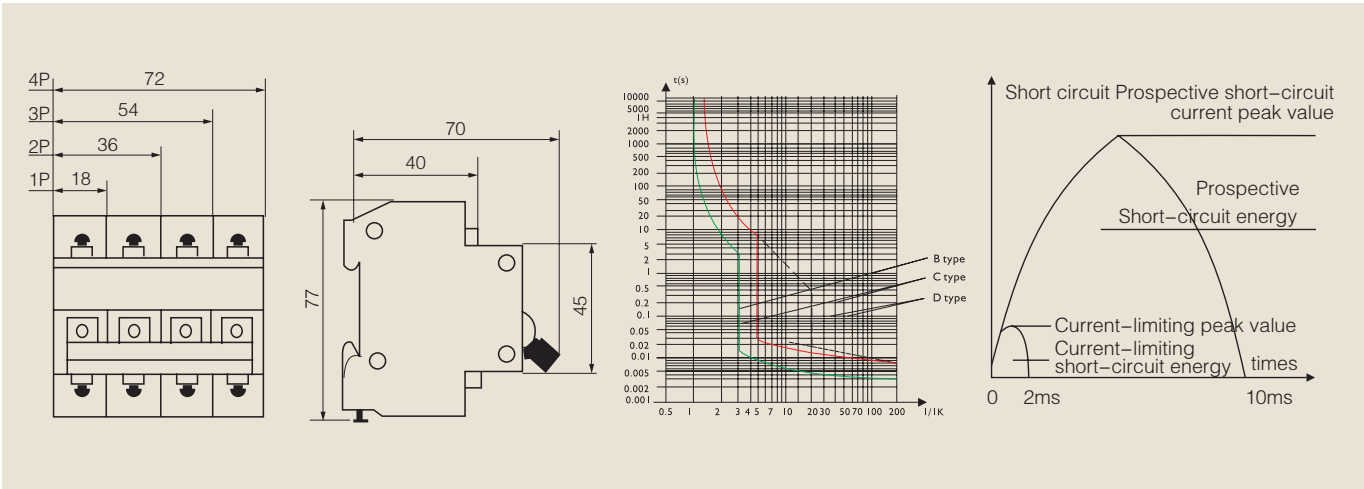 4P 72
3P 54
2P 36
1P 18
70
40
77
45
t(s)
10000
5000
1H
2000
1000
500
200
100
50
20
10
5
2
1
0.5
0.2
0.1
0.05
0.02
0.01
0.005
0.002
0.001
0.5 1 2 3 4 5 7 10 20 30 50 70 100 200 1/1K
B type
C type
D type
Short circuit Prospective short-circuit
current peak value
Prospective
Short-circuit energy
Current-limiting peak value
Current-limiting
short-circuit energy
times
0 2ms 10ms